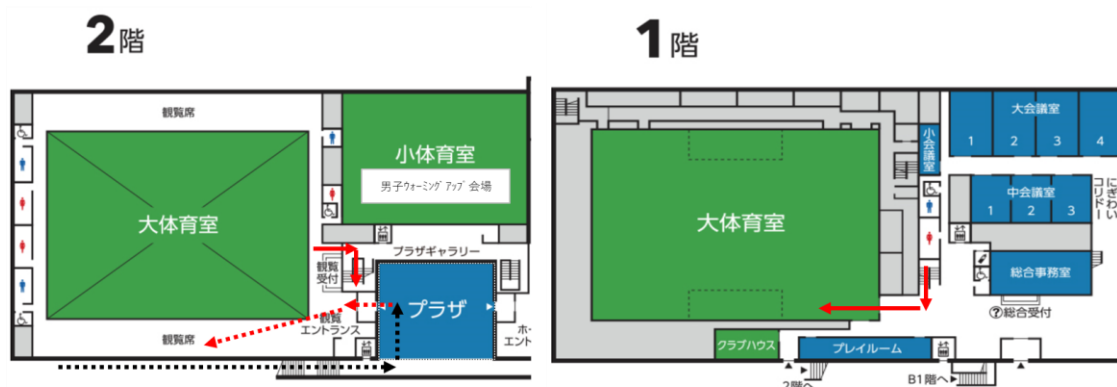 2階
観覧席
小体育室
男子ウォーミングアップ会場
大体育室
プラザギャラリー
観覧
受付
プラザ
観覧
エントランス
観覧席
ホ-
エント
1階
大会議室
1 2 3 4
小会議室
中会議室
1 2 3
にぎわい
コリドー
大体育室
総合事務室
?総合受付
クラブハウス
プレイルーム
2階へ
B1階へ